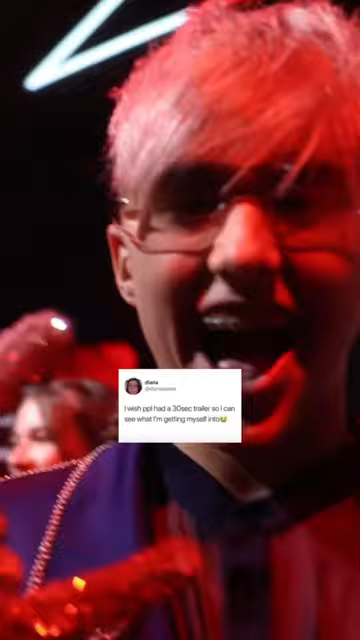 diana
I wish ppl had a 30sec trailer so I can
see what I'm getting myself into😂